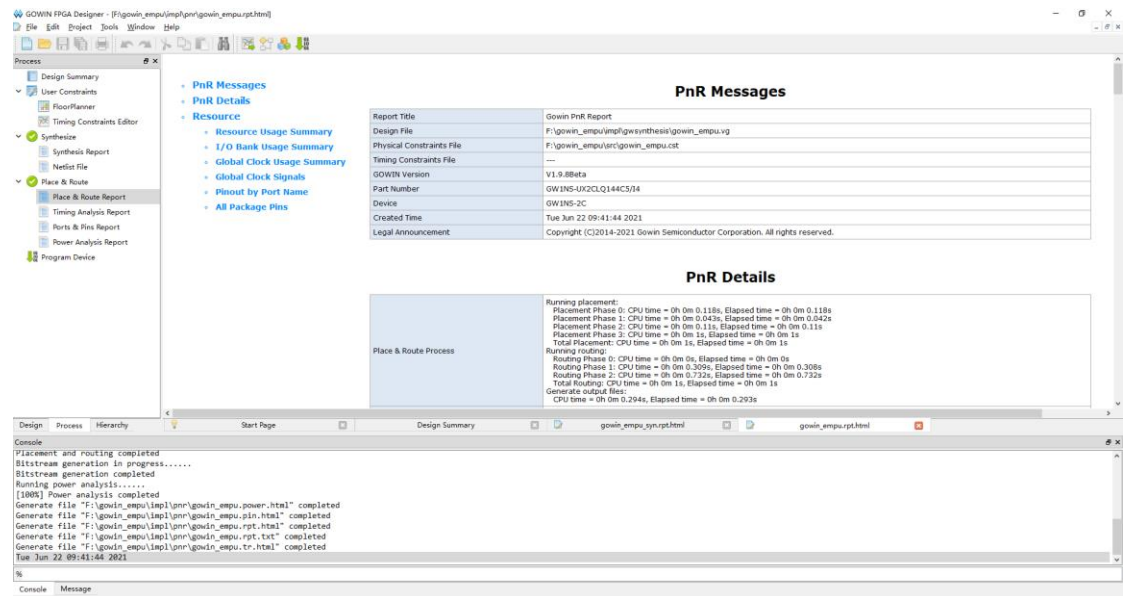 GOWIN FPGA Designer - [F:\gowin_empu\impl\pnr\gowin_empu.rpt.html]
File Edit Project Tools Window Help
Process
Design Summary
User Constraints
FloorPlanner
Timing Constraints Editor
Synthesize
Synthesis Report
Netlist File
Place & Route
Place & Route Report
Timing Analysis Report
Ports & Pins Report
Power Analysis Report
Program Device
PnR Messages
PnR Details
Resource
Resource Usage Summary
I/O Bank Usage Summary
Global Clock Usage Summary
Global Clock Signals
Pinout by Port Name
All Package Pins
PnR Messages
Report Title Gowin PnR Report
Design File F:\gowin_empu\impl\gwsynthesis\gowin_empu.vg
Physical Constraints File F:\gowin_empu\src\gowin_empu.cst
Timing Constraints File ---
GOWIN Version V1.9.8Beta
Part Number GW1NS-UX2CLQ144C5/I4
Device GW1NS-2C
Created Time Tue Jun 22 09:41:44 2021
Legal Announcement Copyright (C)2014-2021 Gowin Semiconductor Corporation. All rights reserved.
PnR Details
Place & Route Process
Running placement:
Placement Phase 0: CPU time = 0h 0m 0.118s, Elapsed time = 0h 0m 0.118s
Placement Phase 1: CPU time = 0h 0m 0.043s, Elapsed time = 0h 0m 0.042s
Placement Phase 2: CPU time = 0h 0m 0.11s, Elapsed time = 0h 0m 0.11s
Placement Phase 3: CPU time = 0h 0m 1s, Elapsed time = 0h 0m 1s
Total Placement: CPU time = 0h 0m 1s, Elapsed time = 0h 0m 1s
Running routing:
Routing Phase 0: CPU time = 0h 0m 0s, Elapsed time = 0h 0m 0s
Routing Phase 1: CPU time = 0h 0m 0.309s, Elapsed time = 0h 0m 0.308s
Routing Phase 2: CPU time = 0h 0m 0.732s, Elapsed time = 0h 0m 0.732s
Total Routing: CPU time = 0h 0m 1s, Elapsed time = 0h 0m 1s
Generate output files:
CPU time = 0h 0m 0.294s, Elapsed time = 0h 0m 0.293s
Design Process Hierarchy
Start Page Design Summary gowin_empu_syn.rpt.html gowin_empu.rpt.html
Console
Placement and routing completed
Bitstream generation in progress......
Bitstream generation completed
Running power analysis......
[100%] Power analysis completed
Generate file "F:\gowin_empu\impl\pnr\gowin_empu.power.html" completed
Generate file "F:\gowin_empu\impl\pnr\gowin_empu.pin.html" completed
Generate file "F:\gowin_empu\impl\pnr\gowin_empu.rpt.html" completed
Generate file "F:\gowin_empu\impl\pnr\gowin_empu.rpt.txt" completed
Generate file "F:\gowin_empu\impl\pnr\gowin_empu.tr.html" completed
Tue Jun 22 09:41:44 2021
%
Console Message